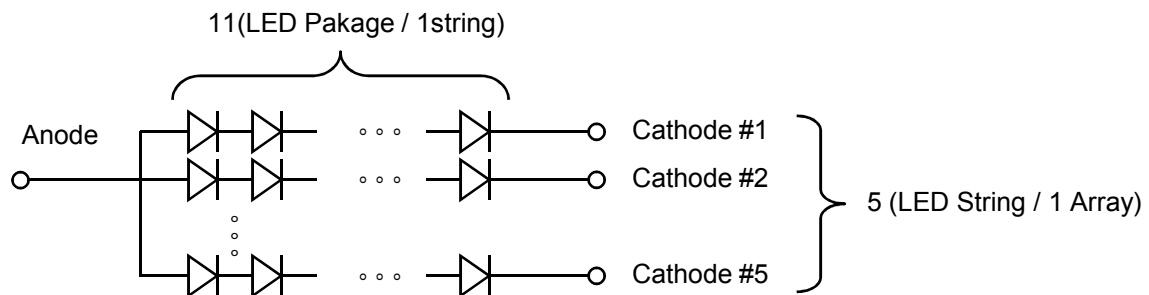 11(LED Pakage / 1string)
Anode
Cathode #1
Cathode #2
5 (LED String / 1 Array)
Cathode #5